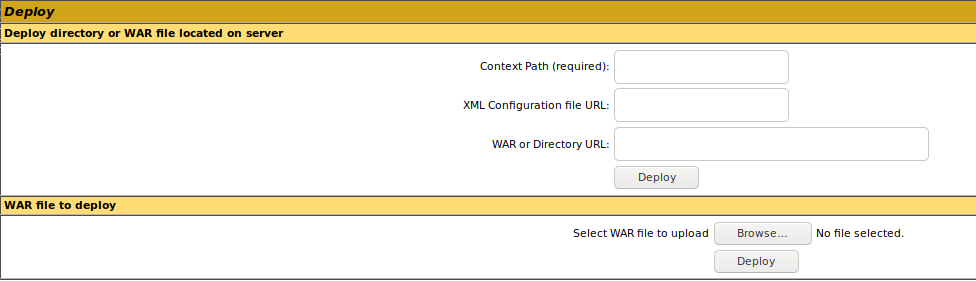 Deploy
Deploy directory or WAR file located on server
Context Path (required):
XML Configuration file URL:
WAR or Directory URL:
Deploy
WAR file to deploy
Select WAR file to upload Browse... No file selected.
Deploy